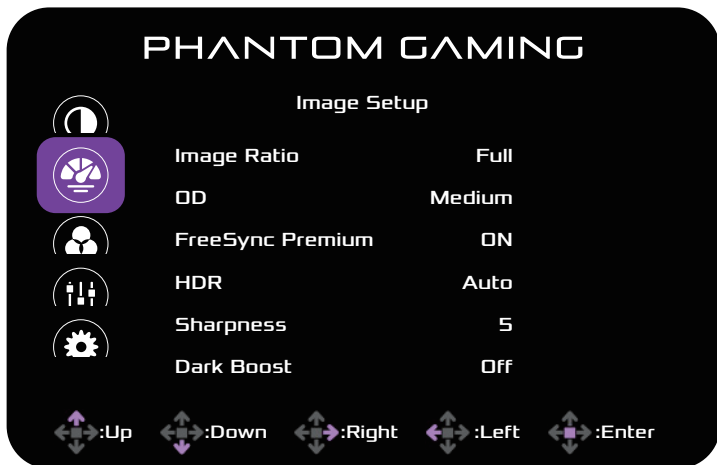 PHANTOM GAMING
Image Setup
Image Ratio Full
OD Medium
FreeSync Premium ON
HDR Auto
Sharpness 5
Dark Boost Off
:Up :Down :Right :Left :Enter